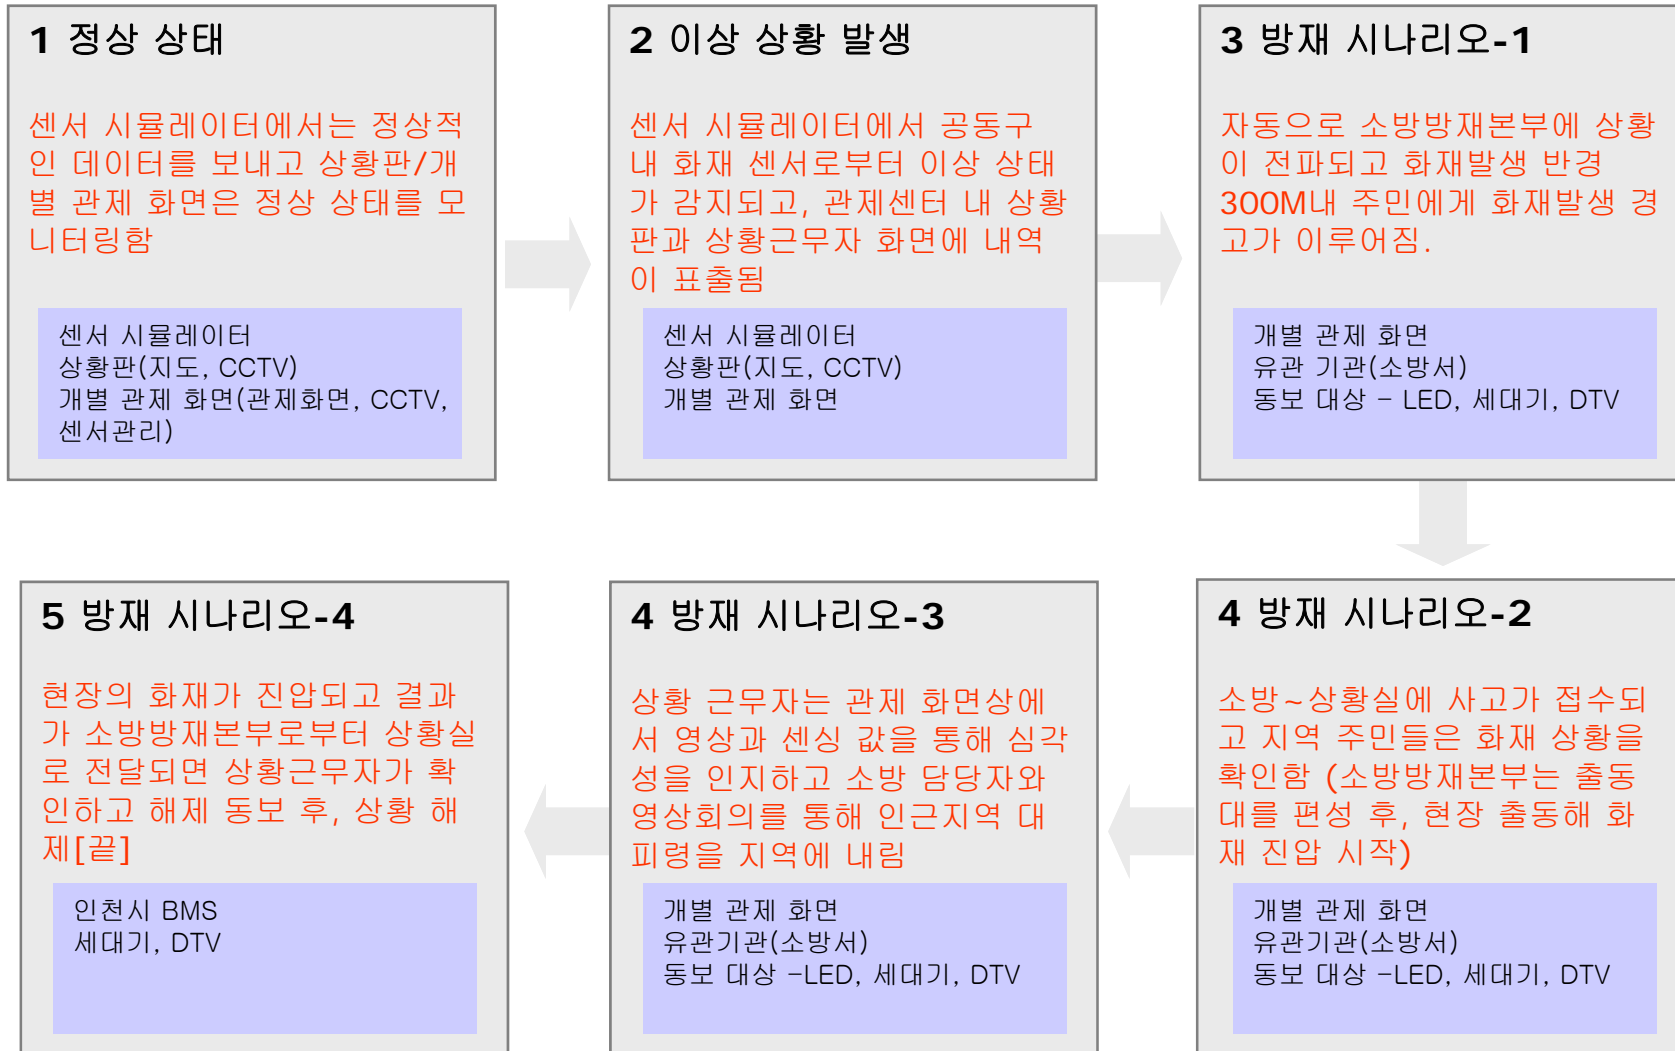 1 정상 상태
센서 시뮬레이터에서는 정상적
인 데이터를 보내고 상황판/개
별 관제 화면은 정상 상태를 모
니터링함
센서 시뮬레이터
상황판(지도, CCTV)
개별 관제 화면(관제화면, CCTV,
센서관리)
2 이상 상황 발생
센서 시뮬레이터에서 공동구
내 화재 센서로부터 이상 상태
가 감지되고, 관제센터 내 상황
판과 상황근무자 화면에 내역
이 표출됨
센서 시뮬레이터
상황판(지도, CCTV)
개별 관제 화면
3 방재 시나리오-1
자동으로 소방방재본부에 상황
이 전파되고 화재발생 반경
300M내 주민에게 화재발생 경
고가 이루어짐.
개별 관제 화면
유관 기관(소방서)
동보 대상 – LED, 세대기, DTV
4 방재 시나리오-2
소방~상황실에 사고가 접수되
고 지역 주민들은 화재 상황을
확인함 (소방방재본부는 출동
대를 편성 후, 현장 출동해 화
재 진압 시작)
개별 관제 화면
유관기관(소방서)
동보 대상 –LED, 세대기, DTV
4 방재 시나리오-3
상황 근무자는 관제 화면상에
서 영상과 센싱 값을 통해 심각
성을 인지하고 소방 담당자와
영상회의를 통해 인근지역 대
피령을 지역에 내림
개별 관제 화면
유관기관(소방서)
동보 대상 –LED, 세대기, DTV
5 방재 시나리오-4
현장의 화재가 진압되고 결과
가 소방방재본부로부터 상황실
로 전달되면 상황근무자가 확
인하고 해제 동보 후, 상황 해
제[끝]
인천시 BMS
세대기, DTV